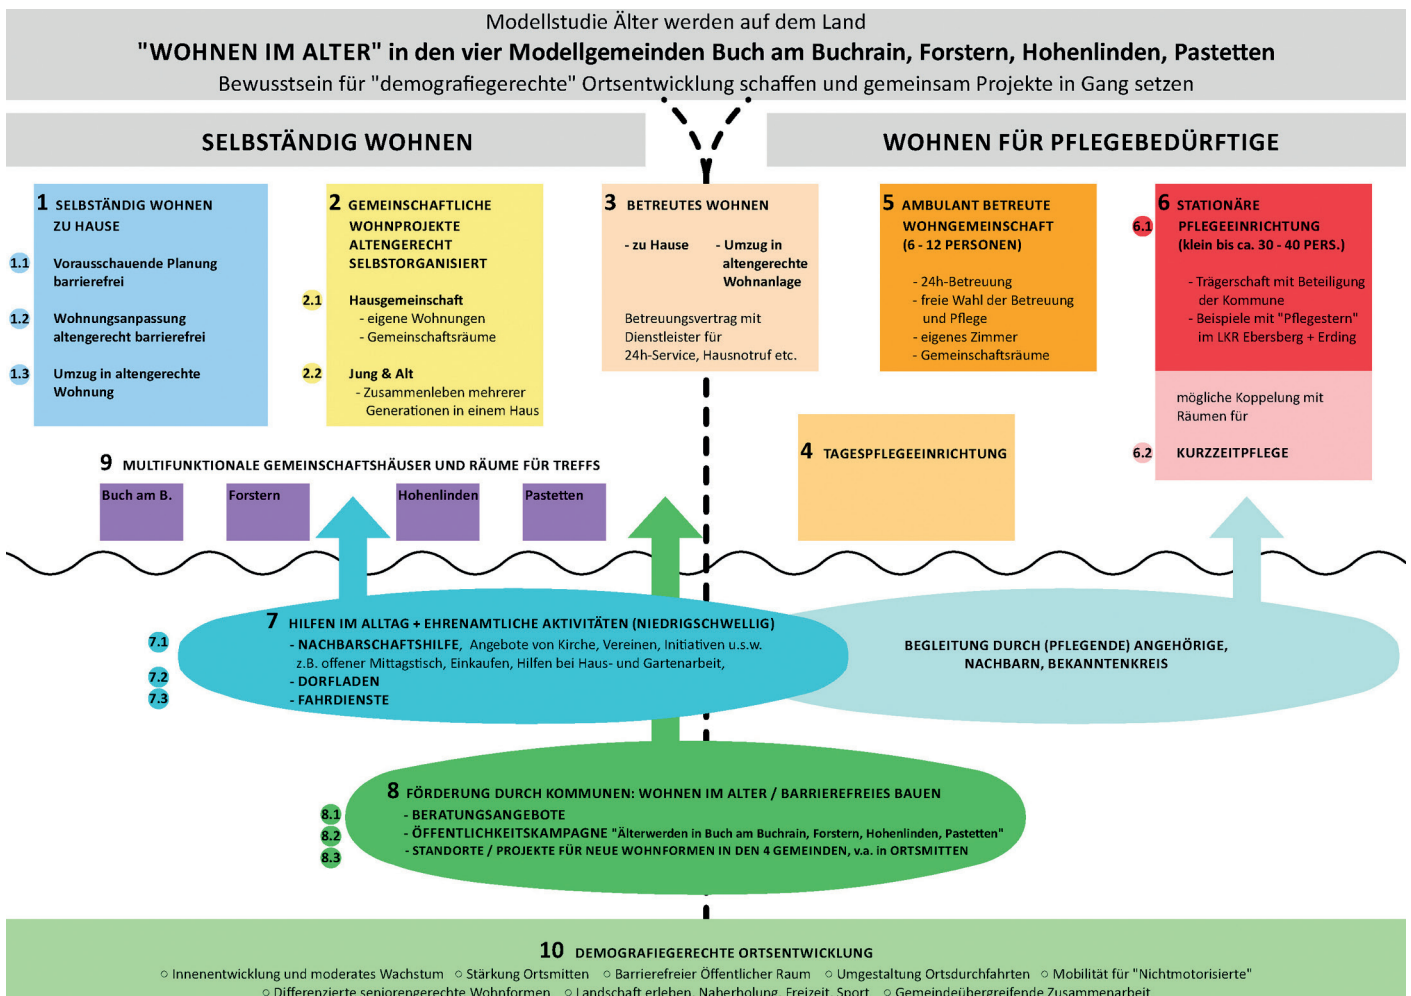 Modellstudie Älter werden auf dem Land
"WOHNEN IM ALTER" in den vier Modellgemeinden Buch am Buchrain, Forstern, Hohenlinden, Pastetten
Bewusstsein für "demografiegerechte" Ortsentwicklung schaffen und gemeinsam Projekte in Gang setzen
SELBSTÄNDIG WOHNEN
WOHNEN FÜR PFLEGEBEDÜRFTIGE
1 SELBSTÄNDIG WOHNEN
ZU HAUSE
1.1 Vorausschauende Planung
barrierefrei
1.2 Wohnungsanpassung
altengerecht barrierefrei
1.3 Umzug in altengerechte
Wohnung
2 GEMEINSCHAFTLICHE
WOHNPROJEKTE
ALTENGERECHT
SELBSTORGANISIERT
2.1 Hausgemeinschaft
- eigene Wohnungen
- Gemeinschaftsräume
2.2 Jung & Alt
- Zusammenleben mehrerer
Generationen in einem Haus
3 BETREUTES WOHNEN
- zu Hause
- Umzug in
altengerechte
Wohnanlage
Betreuungsvertrag mit
Dienstleister für
24h-Service, Hausnotruf etc.
5 AMBULANT BETREUTE
WOHNGEMEINSCHAFT
(6 - 12 PERSONEN)
- 24h-Betreuung
- freie Wahl der Betreuung
und Pflege
- eigenes Zimmer
- Gemeinschaftsräume
6 STATIONÄRE
6.1 PFLEGEEINRICHTUNG
(klein bis ca. 30 - 40 PERS.)
- Trägerschaft mit Beteiligung
der Kommune
- Beispiele mit "Pflegestern"
im LKR Ebersberg + Erding
mögliche Koppelung mit
Räumen für
6.2 KURZZEITPFLEGE
4 TAGESPFLEGEEINRICHTUNG
9 MULTIFUNKTIONALE GEMEINSCHAFTSHÄUSER UND RÄUME FÜR TREFFS
Buch am B.
Forstern
Hohenlinden
Pastetten
7 HILFEN IM ALLTAG + EHRENAMTLICHE AKTIVITÄTEN (NIEDRIGSCHWELLIG)
7.1 - NACHBARSCHAFTSHILFE, Angebote von Kirche, Vereinen, Initiativen u.s.w.
z.B. offener Mittagstisch, Einkaufen, Hilfen bei Haus- und Gartenarbeit,
7.2 - DORFLADEN
7.3 - FAHRDIENSTE
BEGLEITUNG DURCH (PFLEGENDE) ANGEHÖRIGE,
NACHBARN, BEKANNTENKREIS
8 FÖRDERUNG DURCH KOMMUNEN: WOHNEN IM ALTER / BARRIEREFREIES BAUEN
8.1 - BERATUNGSANGEBOTE
8.2 - ÖFFENTLICHKEITSKAMPAGNE "Älterwerden in Buch am Buchrain, Forstern, Hohenlinden, Pastetten"
8.3 - STANDORTE / PROJEKTE FÜR NEUE WOHNFORMEN IN DEN 4 GEMEINDEN, v.a. in ORTSMITTEN
10 DEMOGRAFIEGERECHTE ORTSENTWICKLUNG
○ Innenentwicklung und moderates Wachstum ○ Stärkung Ortsmitten ○ Barrierefreier Öffentlicher Raum ○ Umgestaltung Ortsdurchfahrten ○ Mobilität für "Nichtmotorisierte"
○ Differenzierte seniorengerechte Wohnformen ○ Landschaft erleben, Naherholung, Freizeit, Sport ○ Gemeindeübergreifende Zusammenarbeit